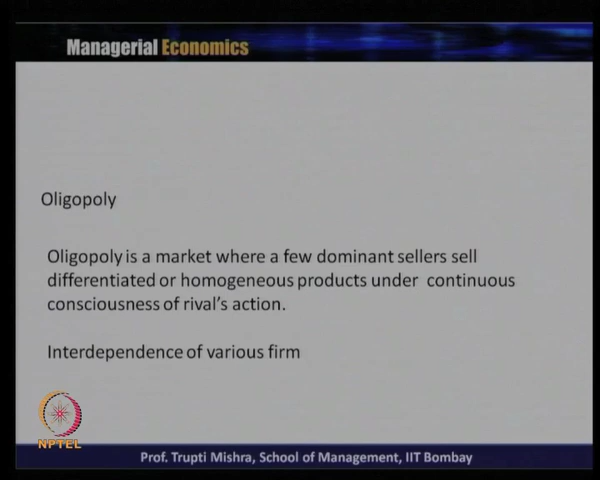 Managerial Economics
Oligopoly
Oligopoly is a market where a few dominant sellers sell
differentiated or homogeneous products under continuous
consciousness of rival's action.
Interdependence of various firm
NPTEL
Prof. Trupti Mishra, School of Management, IIT Bombay